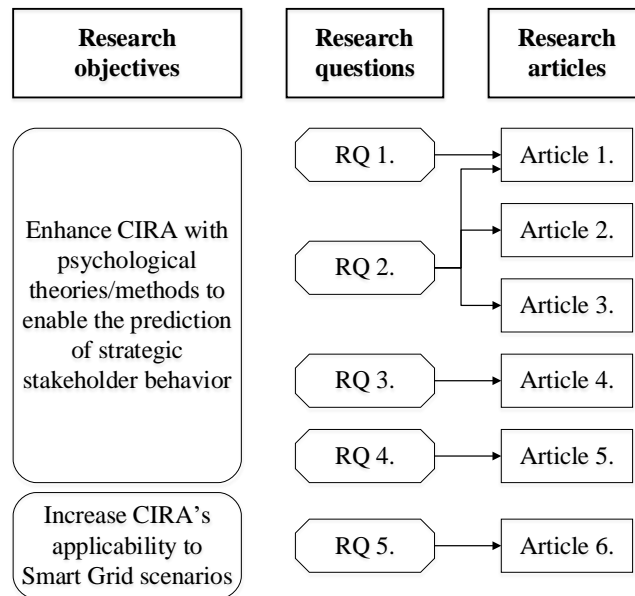 Research
objectives
Research
questions
Research
articles
Enhance CIRA with
psychological
theories/methods to
enable the prediction
of strategic
stakeholder behavior
Increase CIRA's
applicability to
Smart Grid scenarios
RQ 1.
RQ 2.
RQ 3.
RQ 4.
RQ 5.
Article 1.
Article 2.
Article 3.
Article 4.
Article 5.
Article 6.